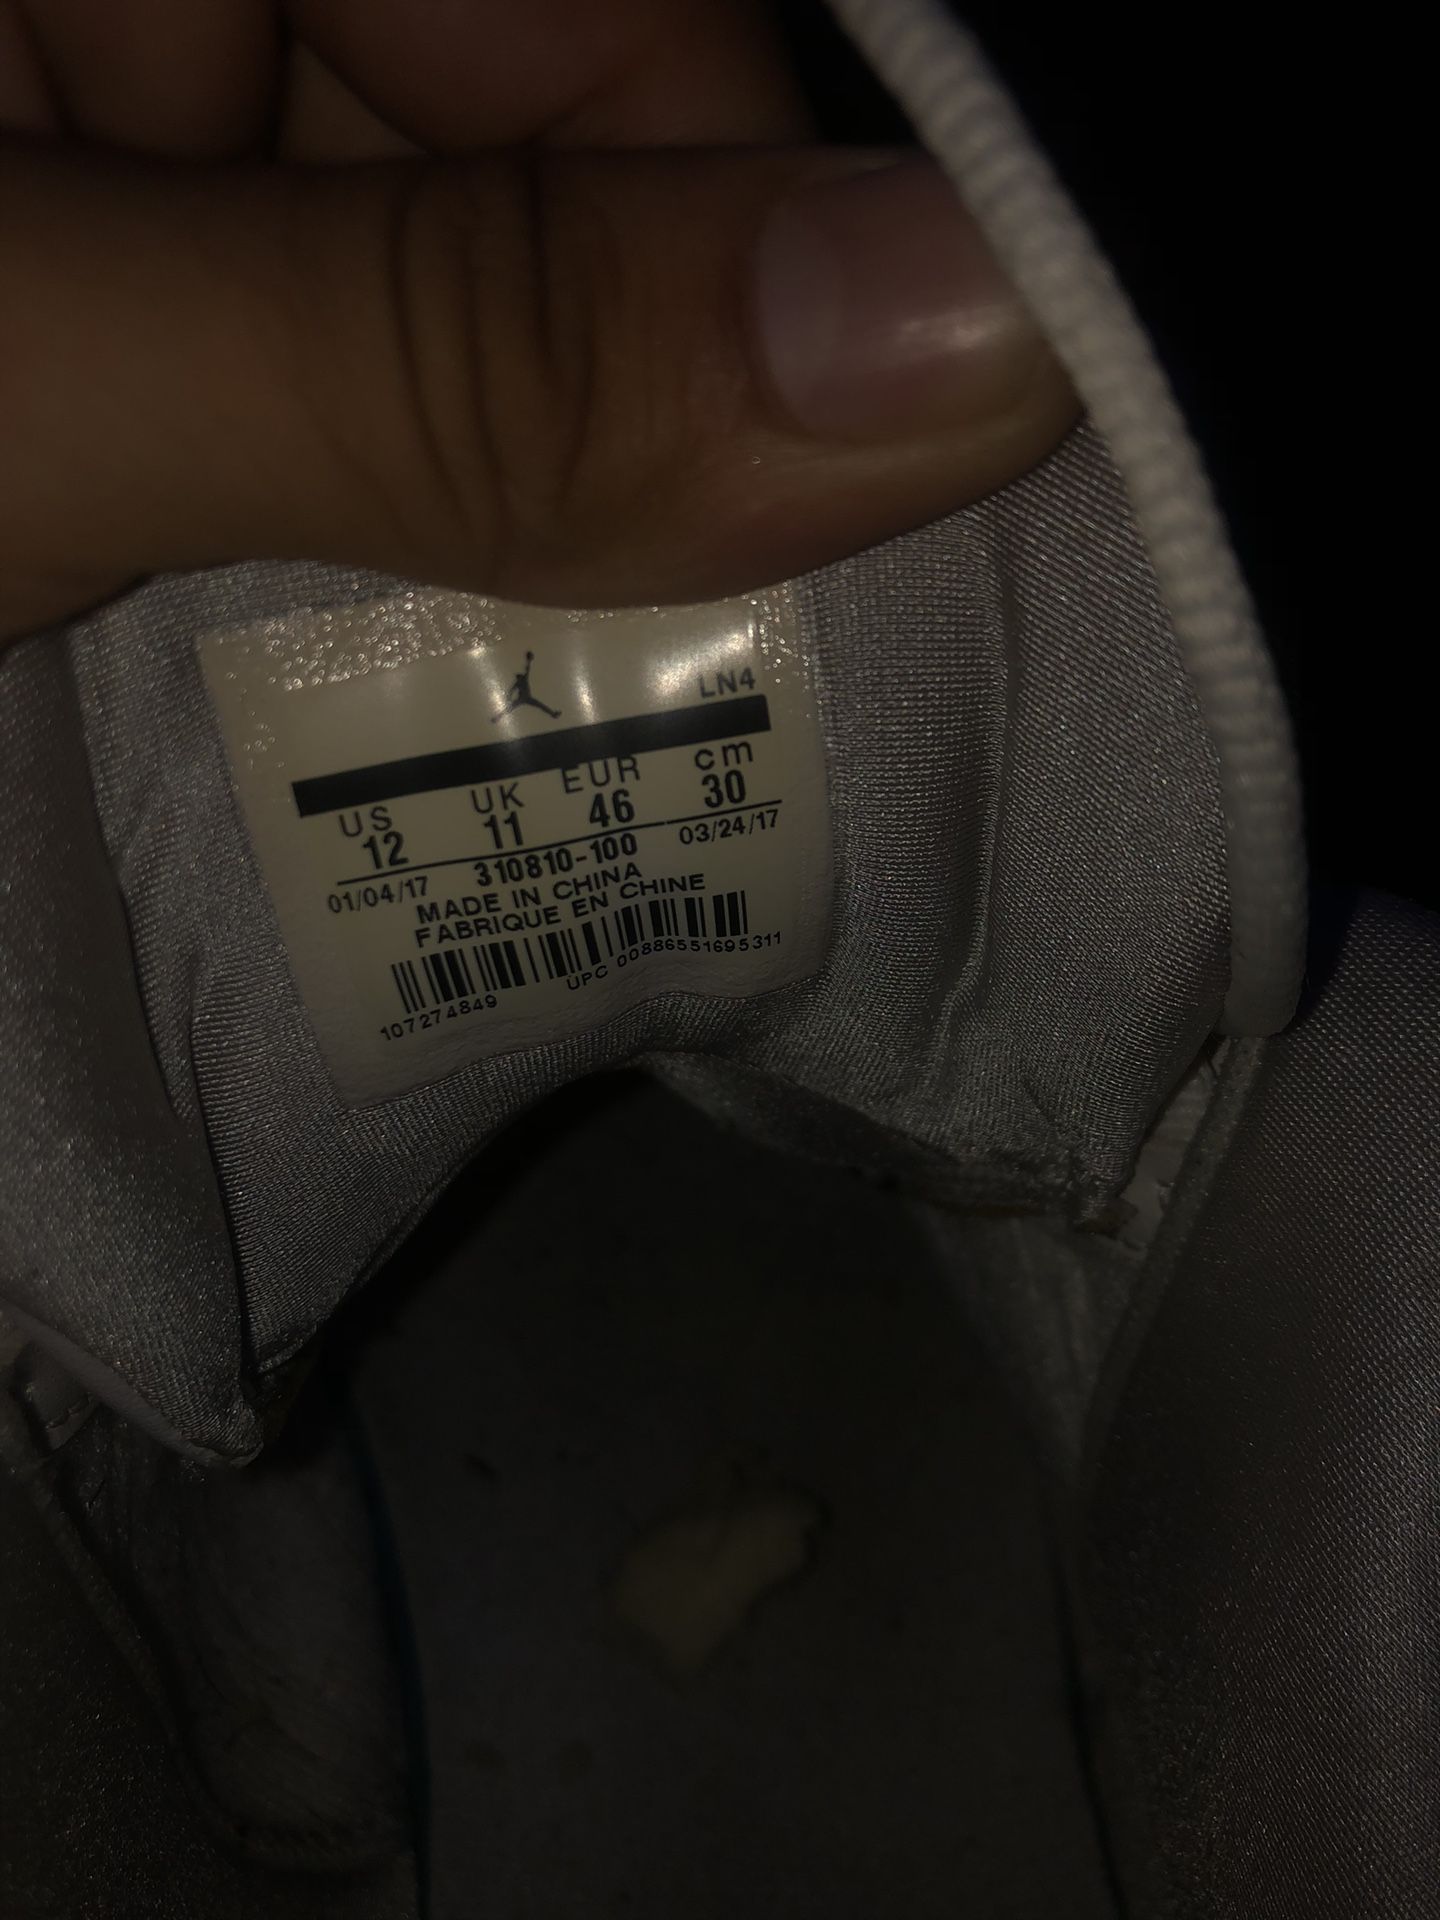 LN4
US UK EUR cm
12 11 46 30
01/04/17 310810-100 03/24/17
MADE IN CHINA
FABRIQUE EN CHINE
107274849 UPC 00886551695311